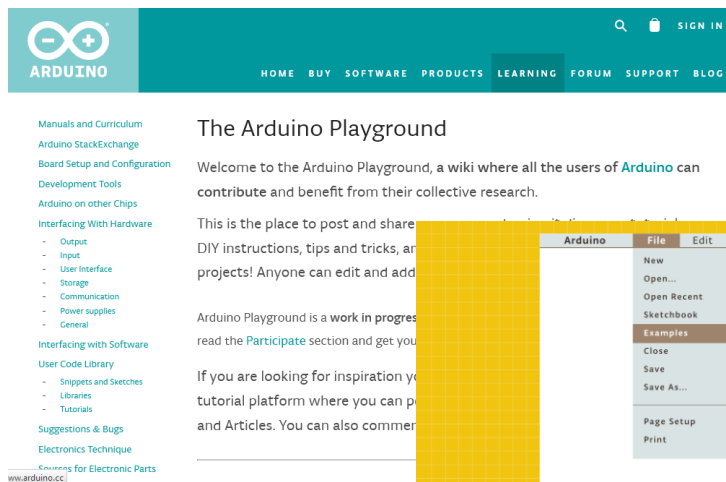 SIGN IN
ARDUINO
HOME BUY SOFTWARE PRODUCTS LEARNING FORUM SUPPORT BLOG
Manuals and Curriculum
Arduino StackExchange
Board Setup and Configuration
Development Tools
Arduino on other Chips
Interfacing With Hardware
- Output
- Input
- User Interface
- Storage
- Communication
- Power supplies
- General
Interfacing with Software
User Code Library
- Snippets and Sketches
- Libraries
- Tutorials
Suggestions & Bugs
Electronics Technique
Sources for Electronic Parts
ww.arduino.cc
The Arduino Playground
Welcome to the Arduino Playground, a wiki where all the users of Arduino can
contribute and benefit from their collective research.
This is the place to post and share
DIY instructions, tips and tricks, an
projects! Anyone can edit and add
Arduino Playground is a work in progres
read the Participate section and get you
If you are looking for inspiration yo
tutorial platform where you can p
and Articles. You can also commer
Arduino File Edit
New
Open...
Open Recent
Sketchbook
Examples
Close
Save
Save As...
Page Setup
Print